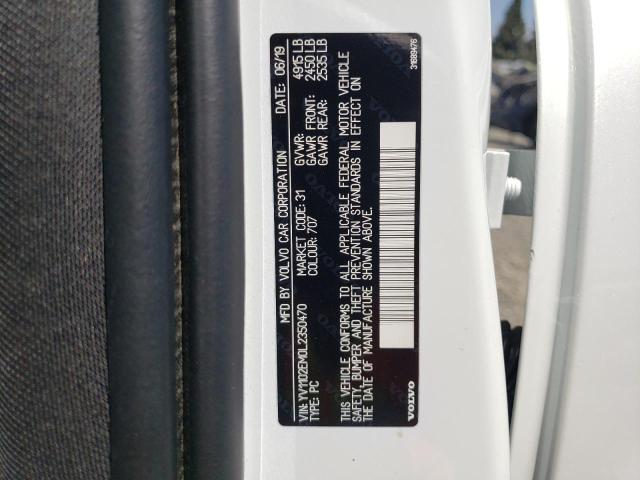 MFD BY VOLVO CAR CORPORATION DATE: 06/19
MARKET CODE: 31 GVWR: 4915 LB
COLOUR: 707 GAWR FRONT: 2450 LB
GAWR REAR: 2535 LB
VIN: YV1102EM0L2350470
TYPE: PC
THIS VEHICLE CONFORMS TO ALL APPLICABLE FEDERAL MOTOR VEHICLE
SAFETY, BUMPER AND THEFT PREVENTION STANDARDS IN EFFECT ON
THE DATE OF MANUFACTURE SHOWN ABOVE.
VOLVO
31689476